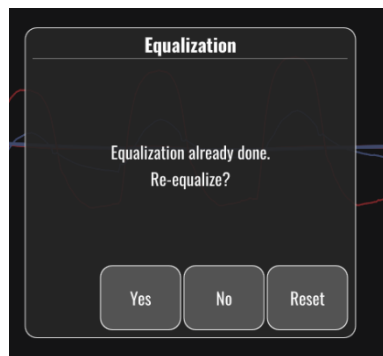 Equalization
Equalization already done.
Re-equalize?
Yes No Reset